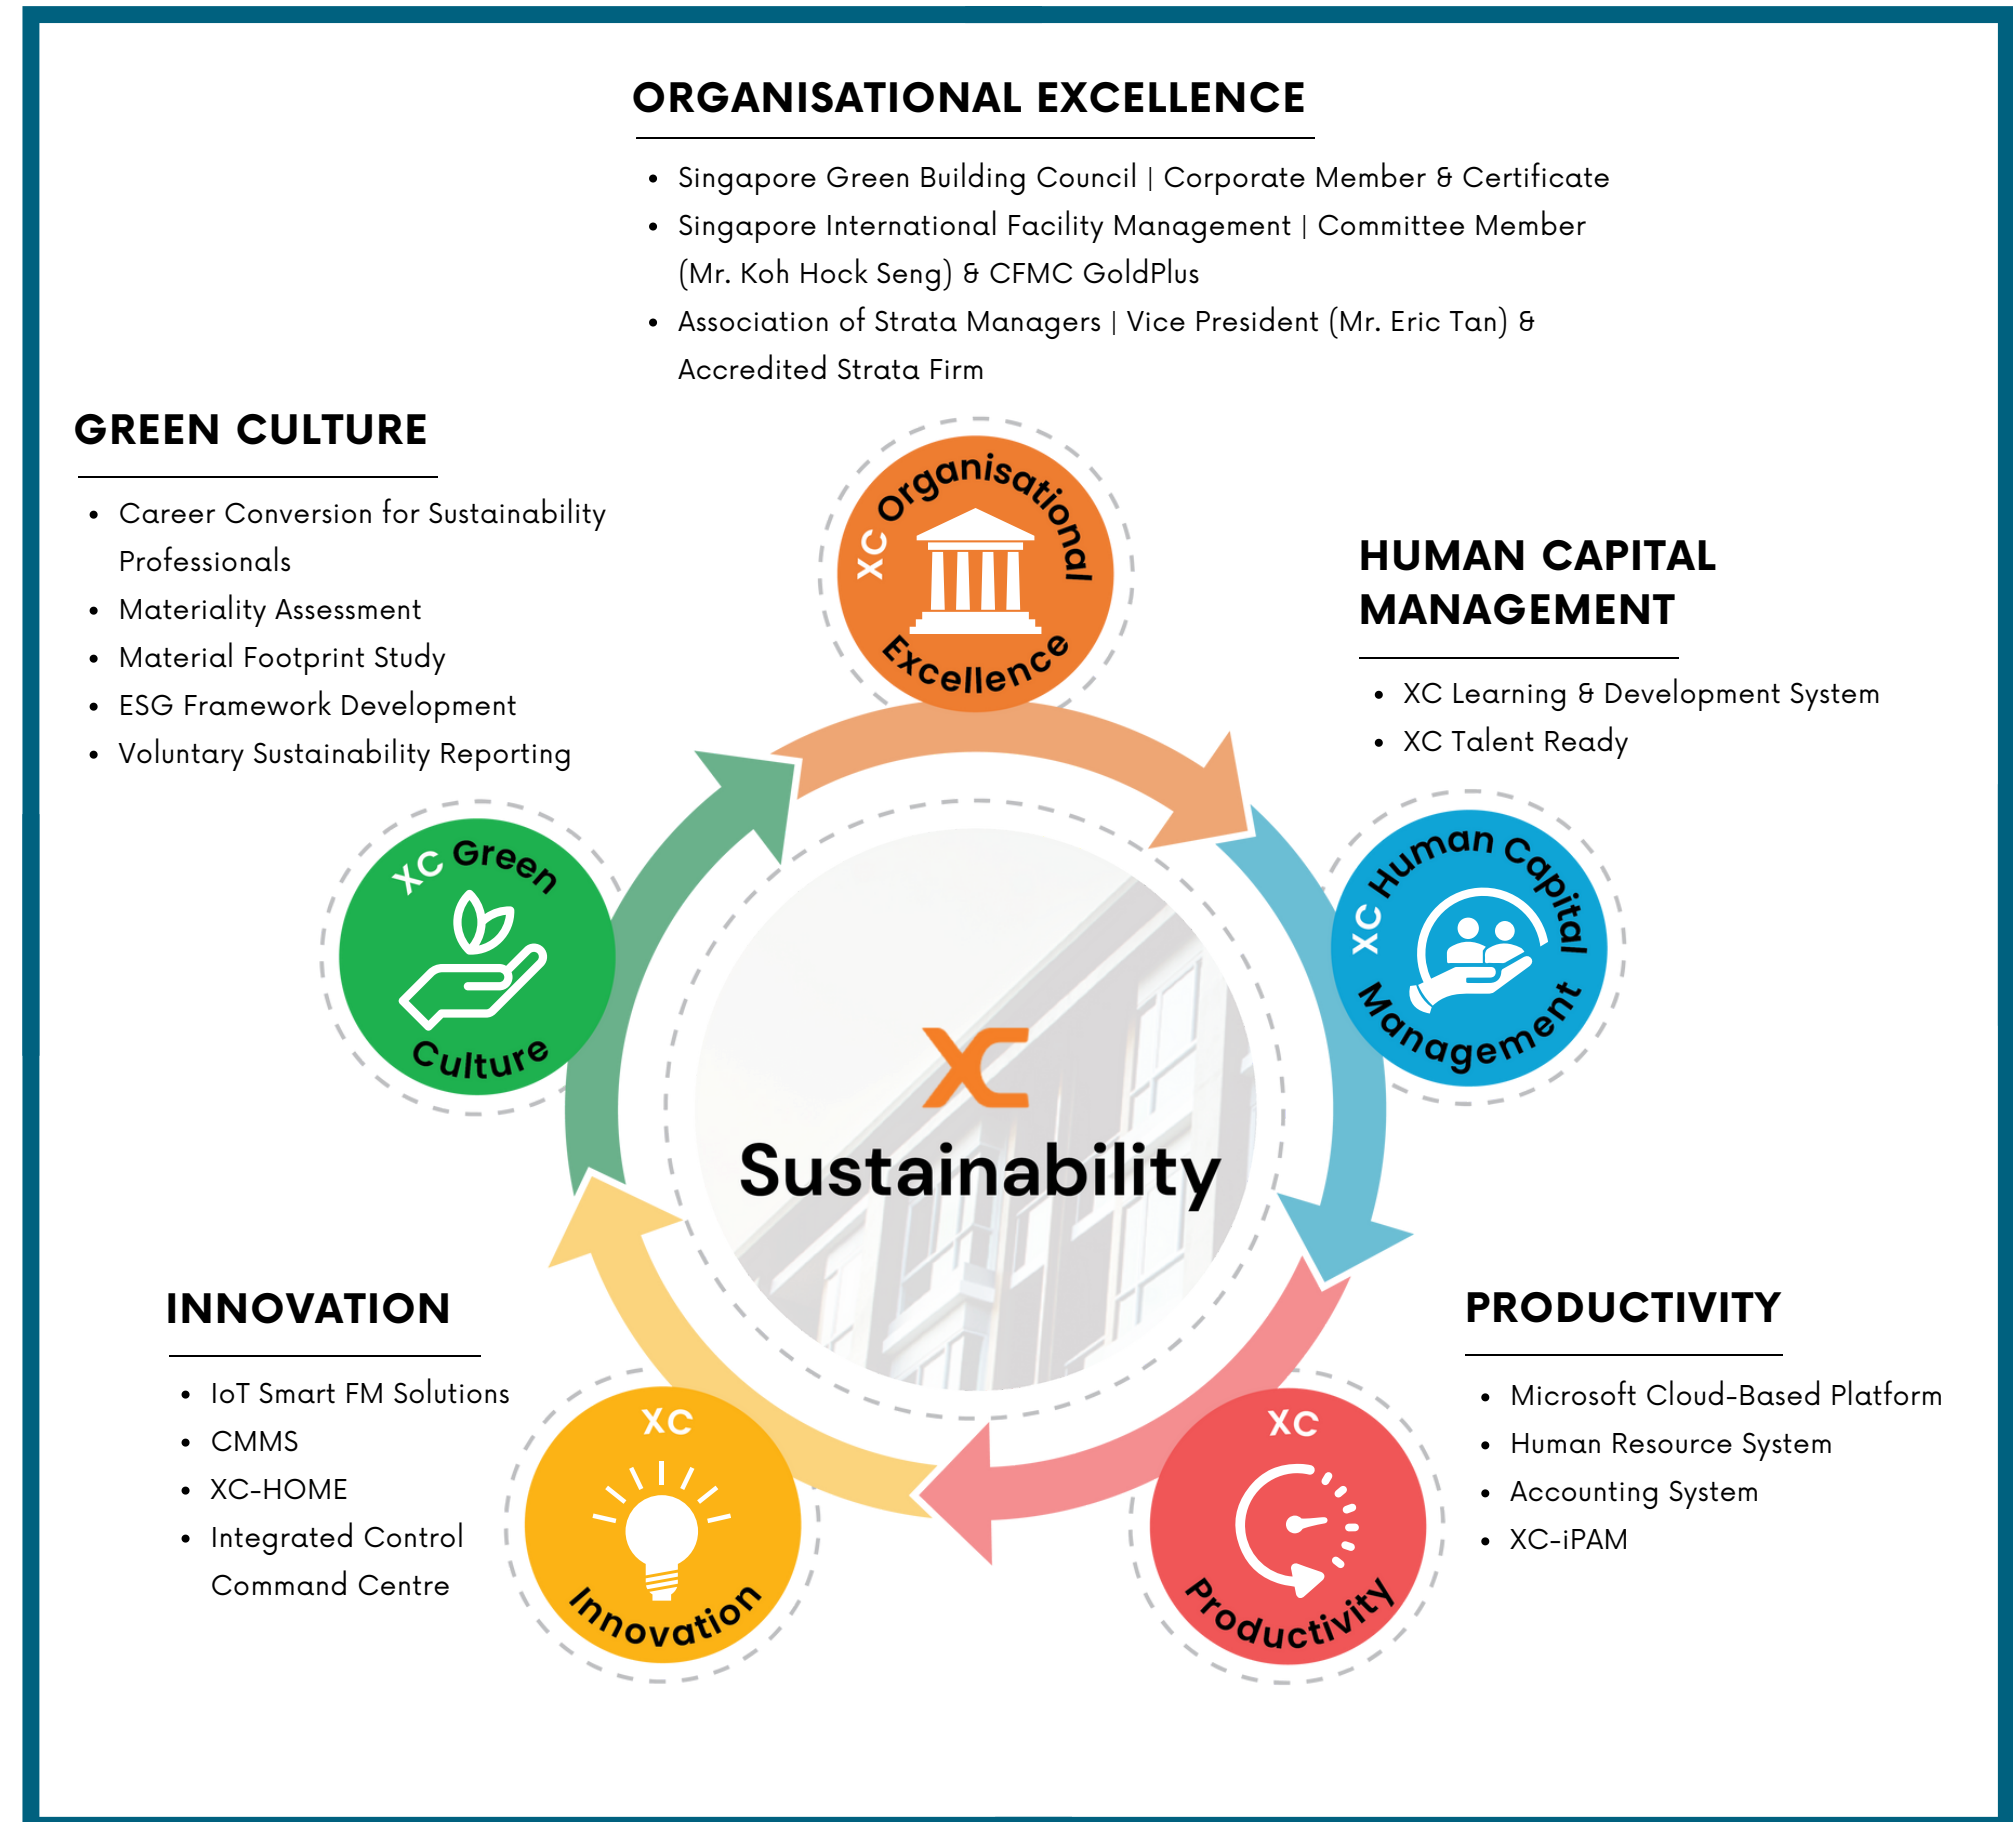 ORGANISATIONAL EXCELLENCE
• Singapore Green Building Council | Corporate Member & Certificate
• Singapore International Facility Management | Committee Member
(Mr. Koh Hock Seng) & CFMC GoldPlus
• Association of Strata Managers | Vice President (Mr. Eric Tan) &
Accredited Strata Firm
GREEN CULTURE
• Career Conversion for Sustainability
Professionals
• Materiality Assessment
• Material Footprint Study
• ESG Framework Development
• Voluntary Sustainability Reporting
XC Organisational
Excellence
HUMAN CAPITAL
MANAGEMENT
• XC Learning & Development System
• XC Talent Ready
XC Green
Culture
XC Human Capital
Management
XC
Sustainability
INNOVATION
• IoT Smart FM Solutions
• CMMS
• XC-HOME
• Integrated Control
Command Centre
XC
Innovation
XC
Productivity
PRODUCTIVITY
• Microsoft Cloud-Based Platform
• Human Resource System
• Accounting System
• XC-iPAM